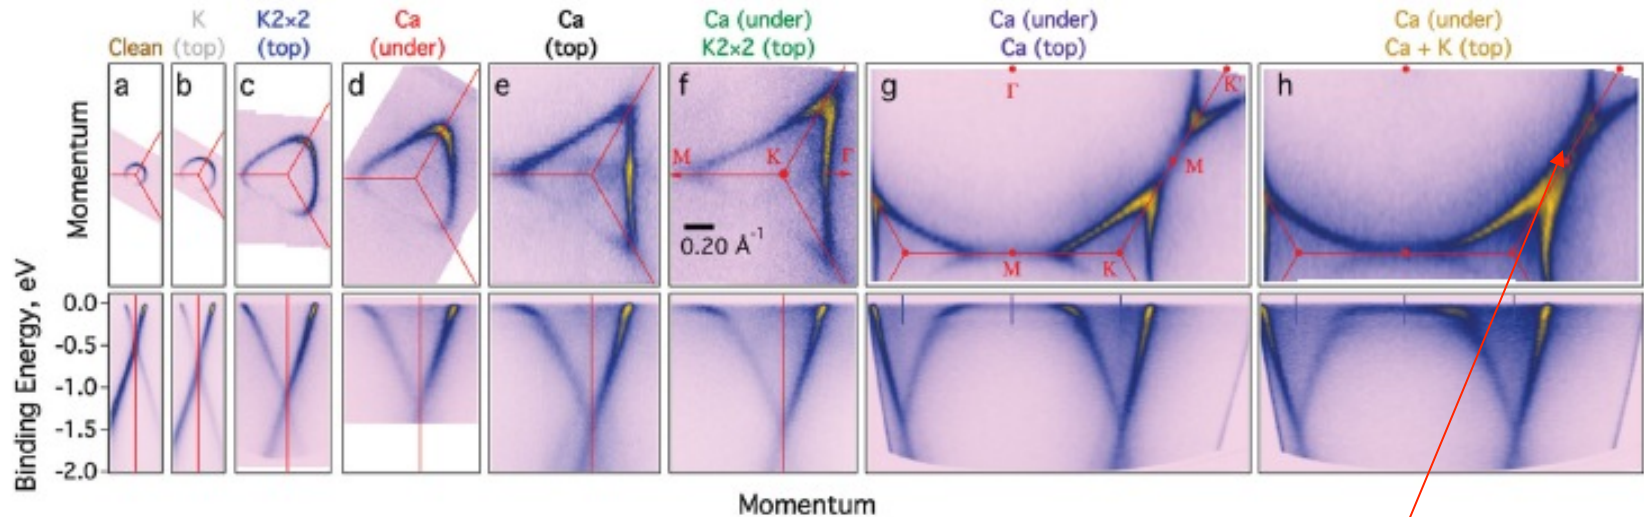 Clean
K
(top)
K2×2
(top)
Ca
(under)
Ca
(top)
Ca (under)
K2×2 (top)
Ca (under)
Ca (top)
Ca (under)
Ca + K (top)
Momentum
a
b
c
d
e
f
M
K
Γ
0.20 Å⁻¹
g
Γ
K'
M
M
K
h
Binding Energy, eV
0.0
-0.5
-1.0
-1.5
-2.0
Momentum